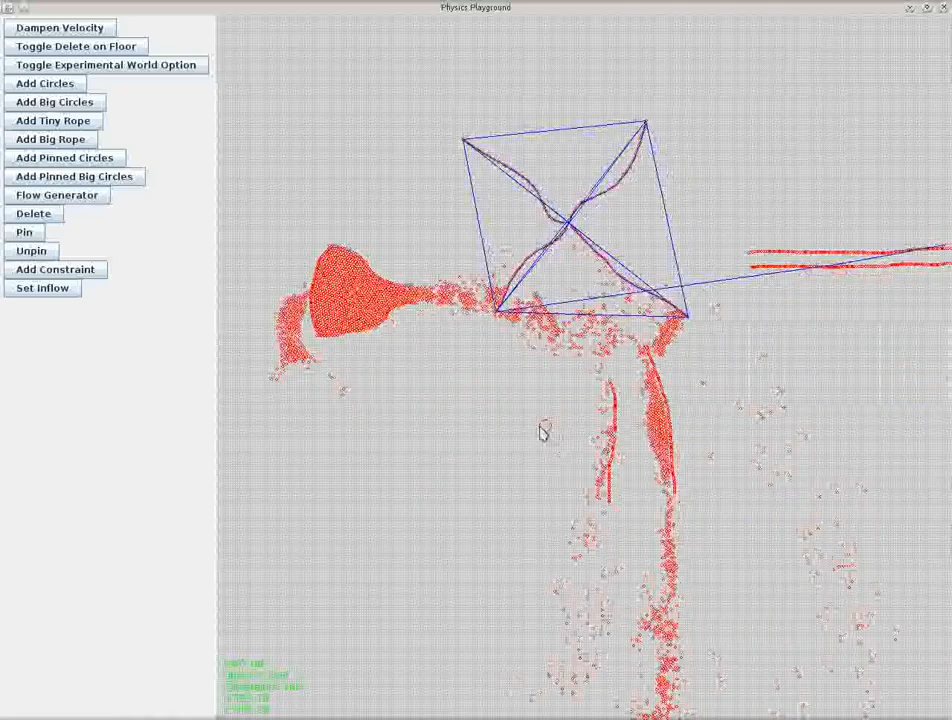 Physics Playground
Dampen Velocity
Toggle Delete on Floor
Toggle Experimental World Option
Add Circles
Add Big Circles
Add Tiny Rope
Add Big Rope
Add Pinned Circles
Add Pinned Big Circles
Flow Generator
Delete
Pin
Unpin
Add Constraint
Set Inflow